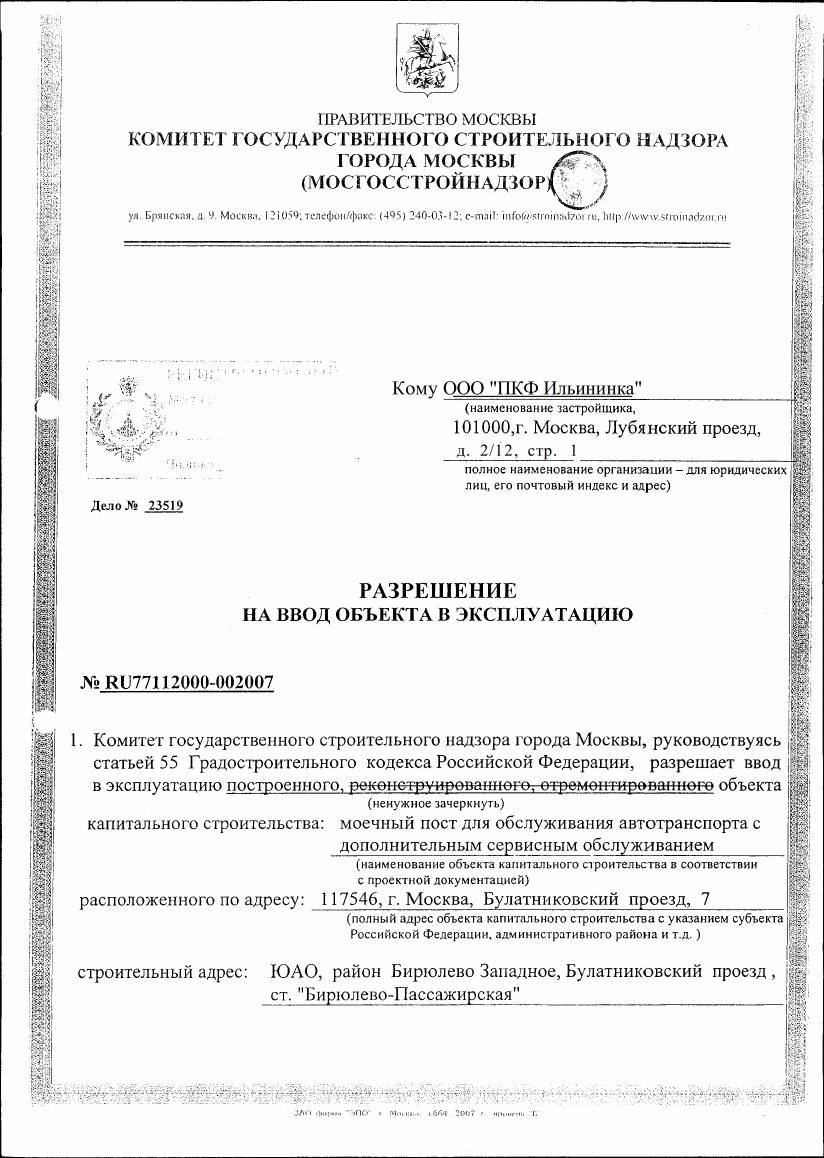 ПРАВИТЕЛЬСТВО МОСКВЫ
КОМИТЕТ ГОСУДАРСТВЕННОГО СТРОИТЕЛЬНОГО НАДЗОРА
ГОРОДА МОСКВЫ
(МОСГОССТРОЙНАДЗОР)
ул. Брянская, д. 9. Москва, 121059; телефон/факс: (495) 240-03-12; e-mail: info@stroinadzor.ru, http://www.stroinadzor.ru
Кому ООО "ПКФ Ильининка"
(наименование застройщика,
101000,г. Москва, Лубянский проезд,
д. 2/12, стр. 1
полное наименование организации – для юридических
лиц, его почтовый индекс и адрес)
Дело № 23519
РАЗРЕШЕНИЕ
НА ВВОД ОБЪЕКТА В ЭКСПЛУАТАЦИЮ
№ RU77112000-002007
1. Комитет государственного строительного надзора города Москвы, руководствуясь
статьей 55 Градостроительного кодекса Российской Федерации, разрешает ввод
в эксплуатацию построенного, реконструированного, отремонтированного объекта
(ненужное зачеркнуть)
капитального строительства: моечный пост для обслуживания автотранспорта с
дополнительным сервисным обслуживанием
(наименование объекта капитального строительства в соответствии
с проектной документацией)
расположенного по адресу: 117546, г. Москва, Булатниковский проезд, 7
(полный адрес объекта капитального строительства с указанием субъекта
Российской Федерации, административного района и т.д. )
строительный адрес: ЮАО, район Бирюлево Западное, Булатниковский проезд ,
ст. "Бирюлево-Пассажирская"
ЗАО фирма "ЭПО" г. Москва, 2007 г.